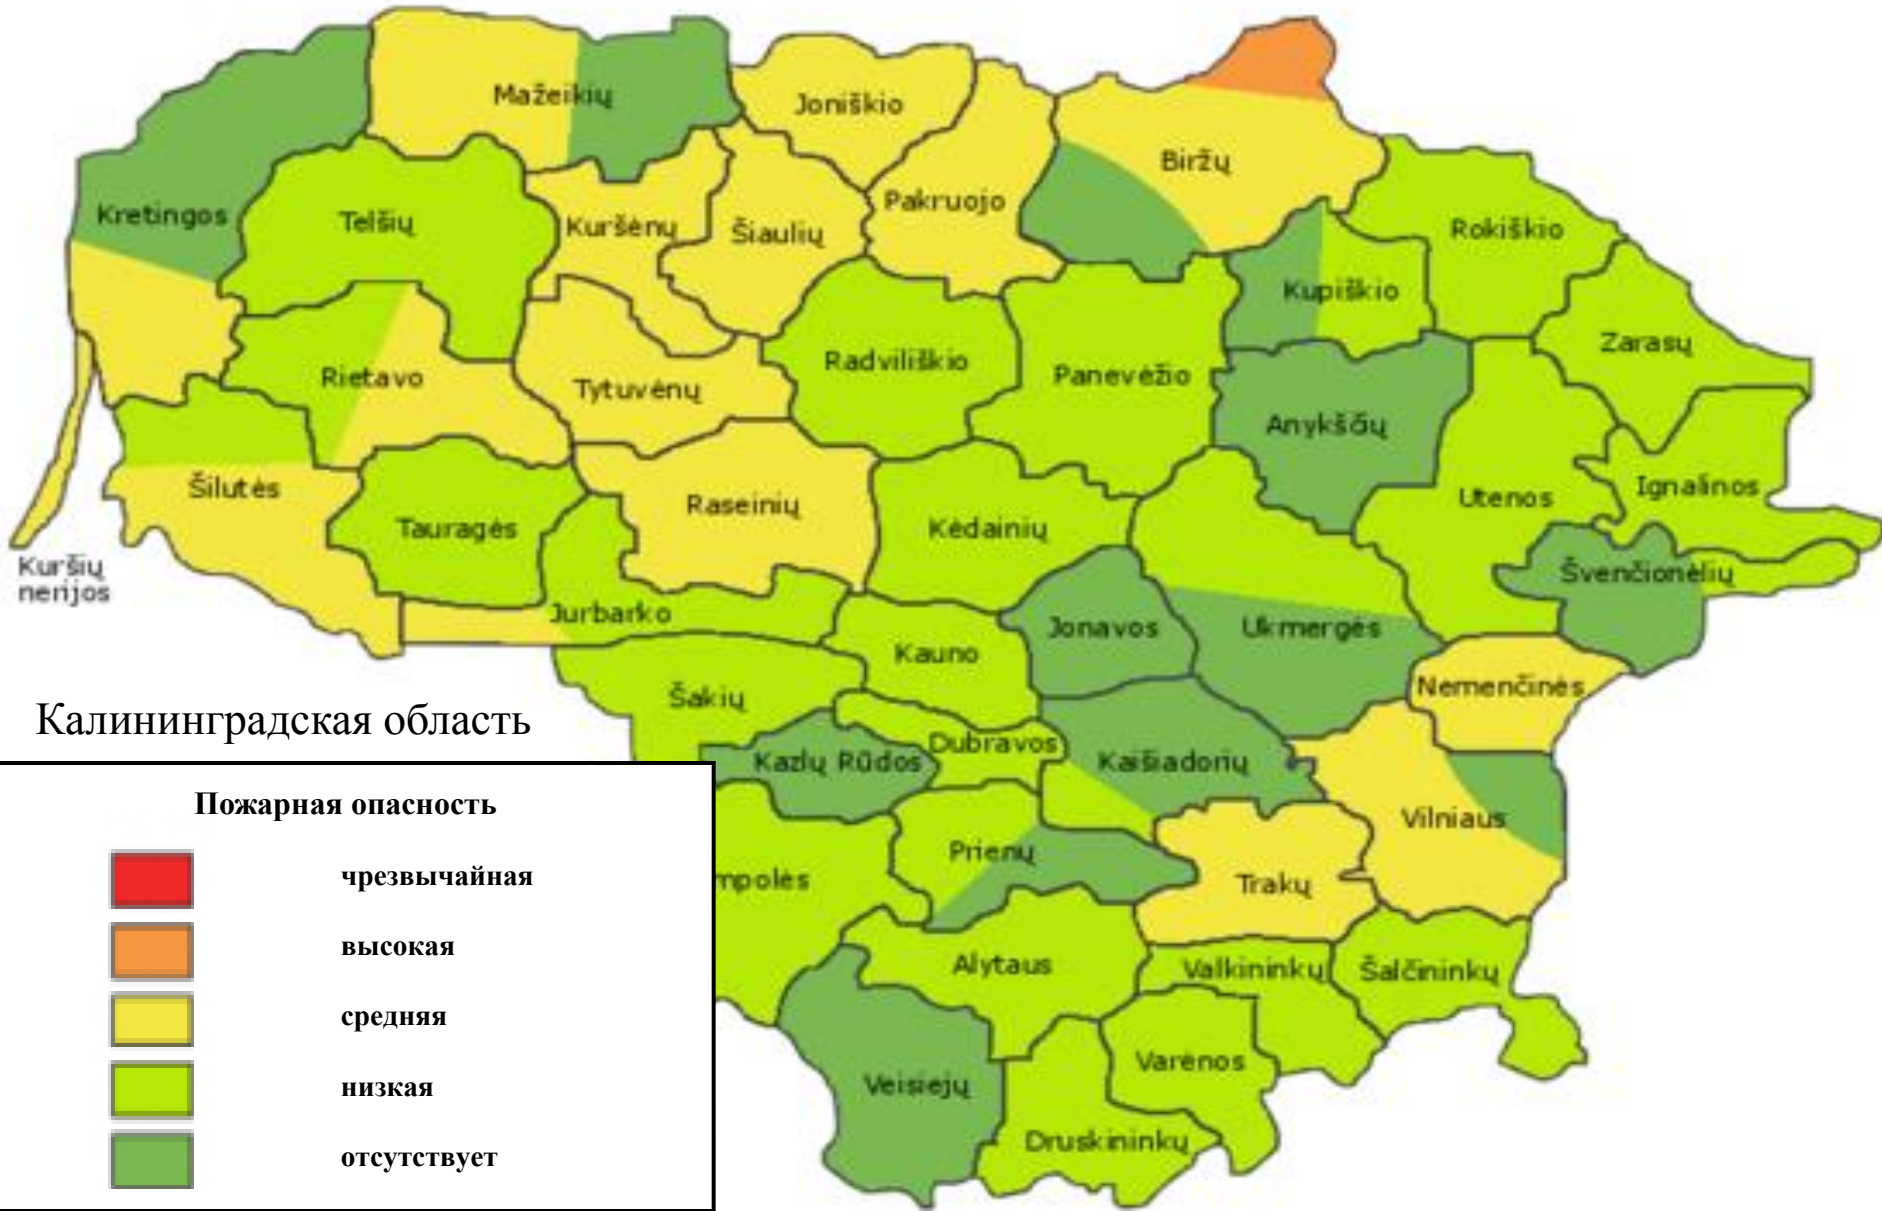 Mažeikių
Joniškio
Biržų
Kretingos
Telšių
Kuršėnų
Šiaulių
Pakruojo
Rokiškio
Kupiškio
Zarasų
Rietavo
Tytuvėnų
Radviliškio
Panevėžio
Anykščių
Šilutės
Tauragės
Raseinių
Kėdainių
Utenos
Ignalinos
Kuršių
nerijos
Švenčionėlių
Jurbarko
Kauno
Jonavos
Ukmergės
Nemenčinės
Šakių
Калининградская область
Kazlų Rūdos
Dubravos
Kaišiadorių
Vilniaus
Prienų
Trakų
mpolės
Alytaus
Valkininkų
Šalčininkų
Veisiejų
Varėnos
Druskininkų
Пожарная опасность
чрезвычайная
высокая
средняя
низкая
отсутствует